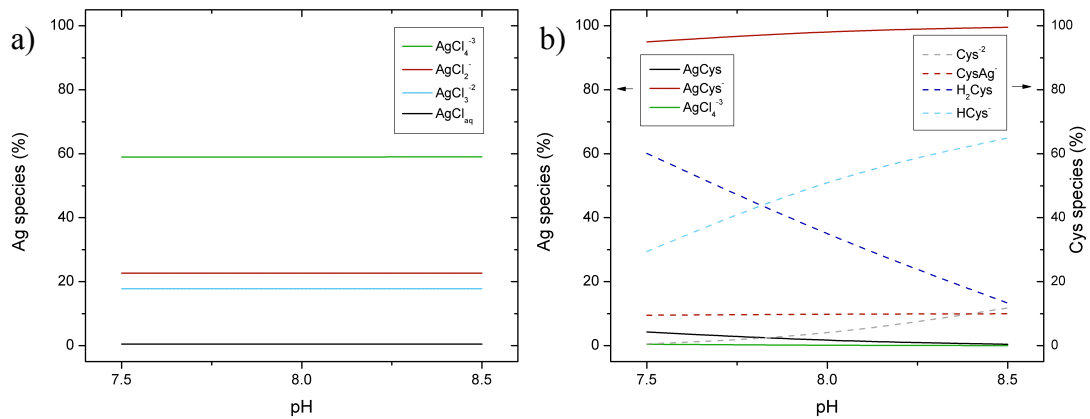 a)
Ag species (%)
100
80
60
40
20
0
7.5
8.0
8.5
pH
AgCl₄⁻³
AgCl₂⁻
AgCl₃⁻²
AgClaq
b)
Ag species (%)
100
80
60
40
20
0
7.5
8.0
8.5
pH
AgCys
AgCys⁻
AgCl₄⁻³
Cys⁻²
CysAg⁻
H₂Cys
HCys⁻
100
80
60
40
20
0
Cys species (%)